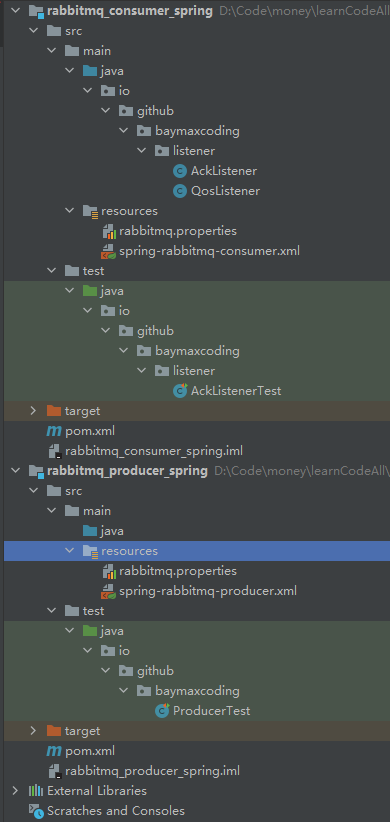 rabbitmq_consumer_spring D:\Code\money\learnCodeAll\
src
main
java
io
github
baymaxcoding
listener
AckListener
QosListener
resources
rabbitmq.properties
spring-rabbitmq-consumer.xml
test
java
io
github
baymaxcoding
listener
AckListenerTest
target
pom.xml
rabbitmq_consumer_spring.iml
rabbitmq_producer_spring D:\Code\money\learnCodeAll\
src
main
java
resources
rabbitmq.properties
spring-rabbitmq-producer.xml
test
java
io
github
baymaxcoding
ProducerTest
target
pom.xml
rabbitmq_producer_spring.iml
External Libraries
Scratches and Consoles